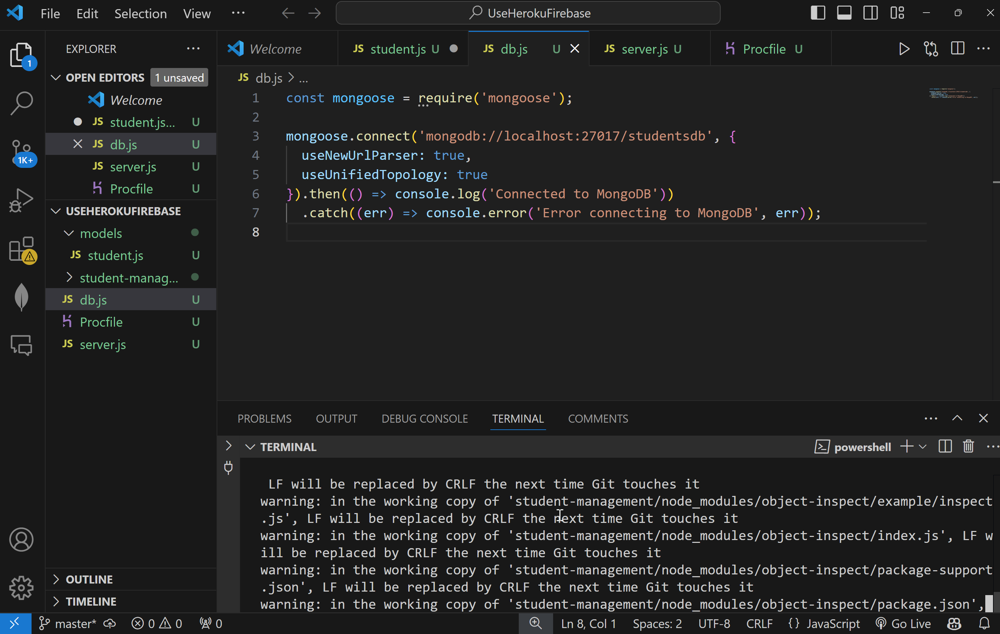 File Edit Selection View ... UseHerokuFirebase
EXPLORER ...
1
OPEN EDITORS 1 unsaved
Welcome
JS student.js... U
JS db.js U
JS server.js U
Procfile U
1K+
USEHEROKUFIREBASE
models
JS student.js U
student-manag...
JS db.js U
Procfile U
JS server.js U
OUTLINE
TIMELINE
Welcome JS student.js U JS db.js U JS server.js U Procfile U
JS db.js > ...
1 const mongoose = require('mongoose');
2
3 mongoose.connect('mongodb://localhost:27017/studentsdb', {
4 useNewUrlParser: true,
5 useUnifiedTopology: true
6 }).then(() => console.log('Connected to MongoDB'))
7 .catch((err) => console.error('Error connecting to MongoDB', err));
8
PROBLEMS OUTPUT DEBUG CONSOLE TERMINAL COMMENTS
TERMINAL powershell
LF will be replaced by CRLF the next time Git touches it
warning: in the working copy of 'student-management/node_modules/object-inspect/example/inspect
.js', LF will be replaced by CRLF the next time Git touches it
warning: in the working copy of 'student-management/node_modules/object-inspect/index.js', LF w
ill be replaced by CRLF the next time Git touches it
warning: in the working copy of 'student-management/node_modules/object-inspect/package-support
.json', LF will be replaced by CRLF the next time Git touches it
warning: in the working copy of 'student-management/node_modules/object-inspect/package.json',
master* 0 0 0 Ln 8, Col 1 Spaces: 2 UTF-8 CRLF {} JavaScript Go Live